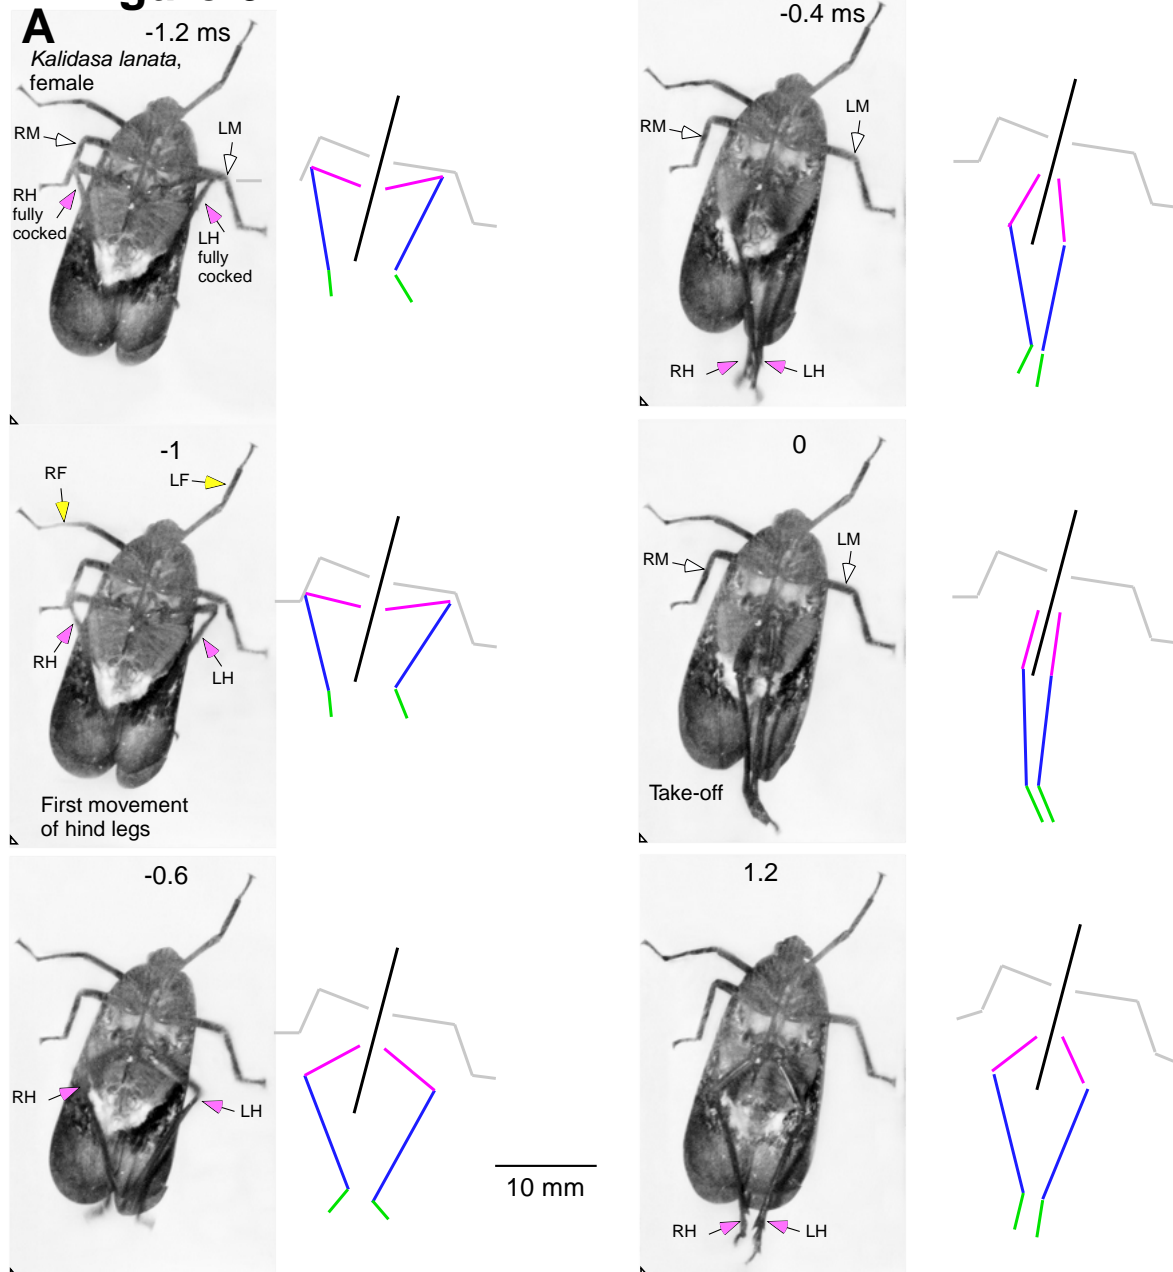 A
-1.2 ms
Kalidasa lanata,
female
RM
LM
RH
fully
cocked
LH
fully
cocked
-0.4 ms
RM
LM
RH
LH
-1
RF
LF
RH
LH
First movement
of hind legs
0
RM
LM
Take-off
-0.6
RH
LH
10 mm
1.2
RH
LH